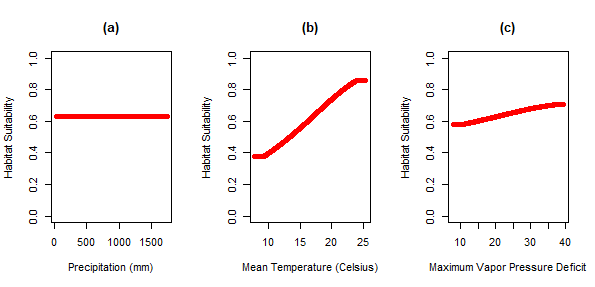 (a)
Habitat Suitability
0.0 0.2 0.4 0.6 0.8 1.0
0 500 1000 1500
Precipitation (mm)
(b)
Habitat Suitability
0.0 0.2 0.4 0.6 0.8 1.0
10 15 20 25
Mean Temperature (Celsius)
(c)
Habitat Suitability
0.0 0.2 0.4 0.6 0.8 1.0
10 20 30 40
Maximum Vapor Pressure Deficit